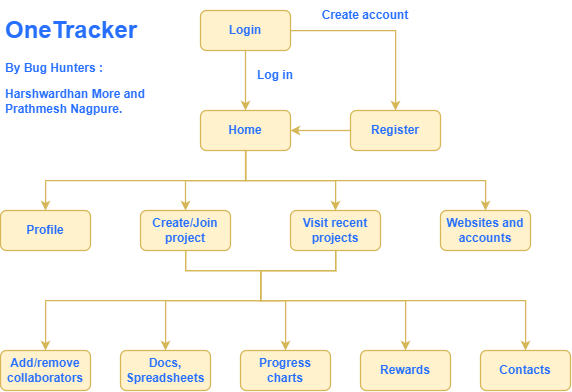 OneTracker
By Bug Hunters :
Harshwardhan More and
Prathmesh Nagpure.
Login
Create account
Log in
Home
Register
Profile
Create/Join
project
Visit recent
projects
Websites and
accounts
Add/remove
collaborators
Docs,
Spreadsheets
Progress
charts
Rewards
Contacts